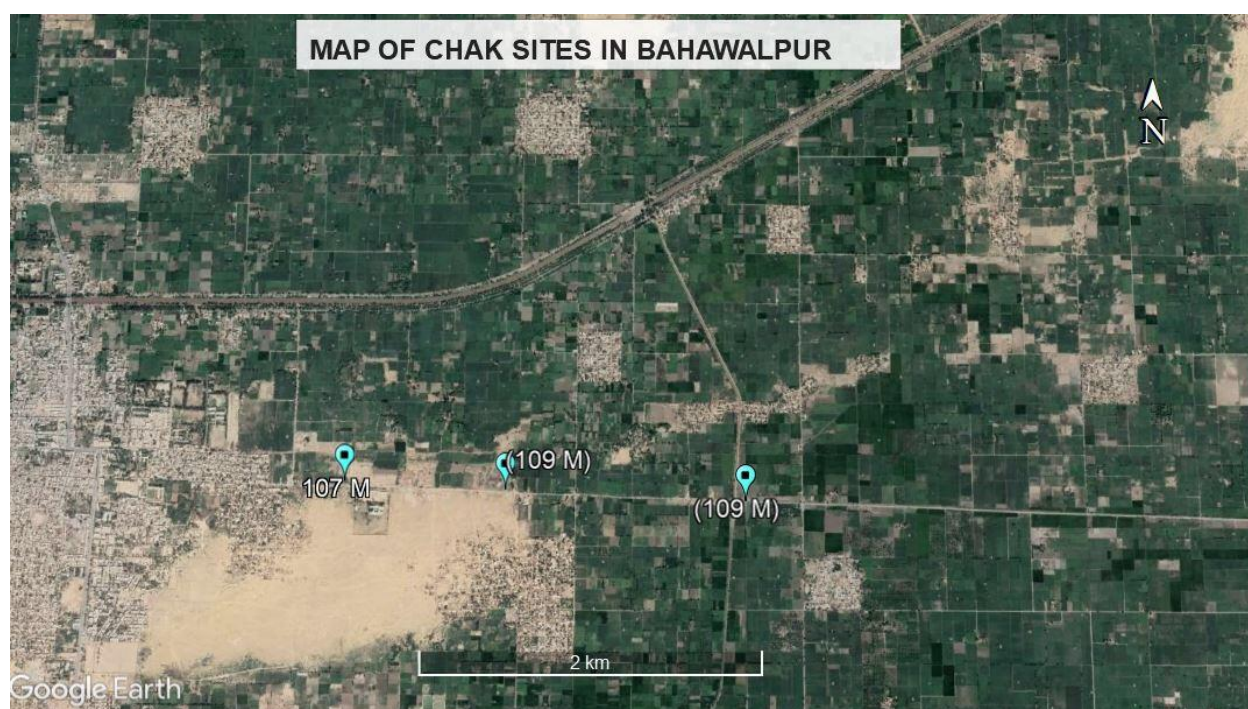 MAP OF CHAK SITES IN BAHAWALPUR
N
(109 M)
107 M
(109 M)
2 km
Google Earth